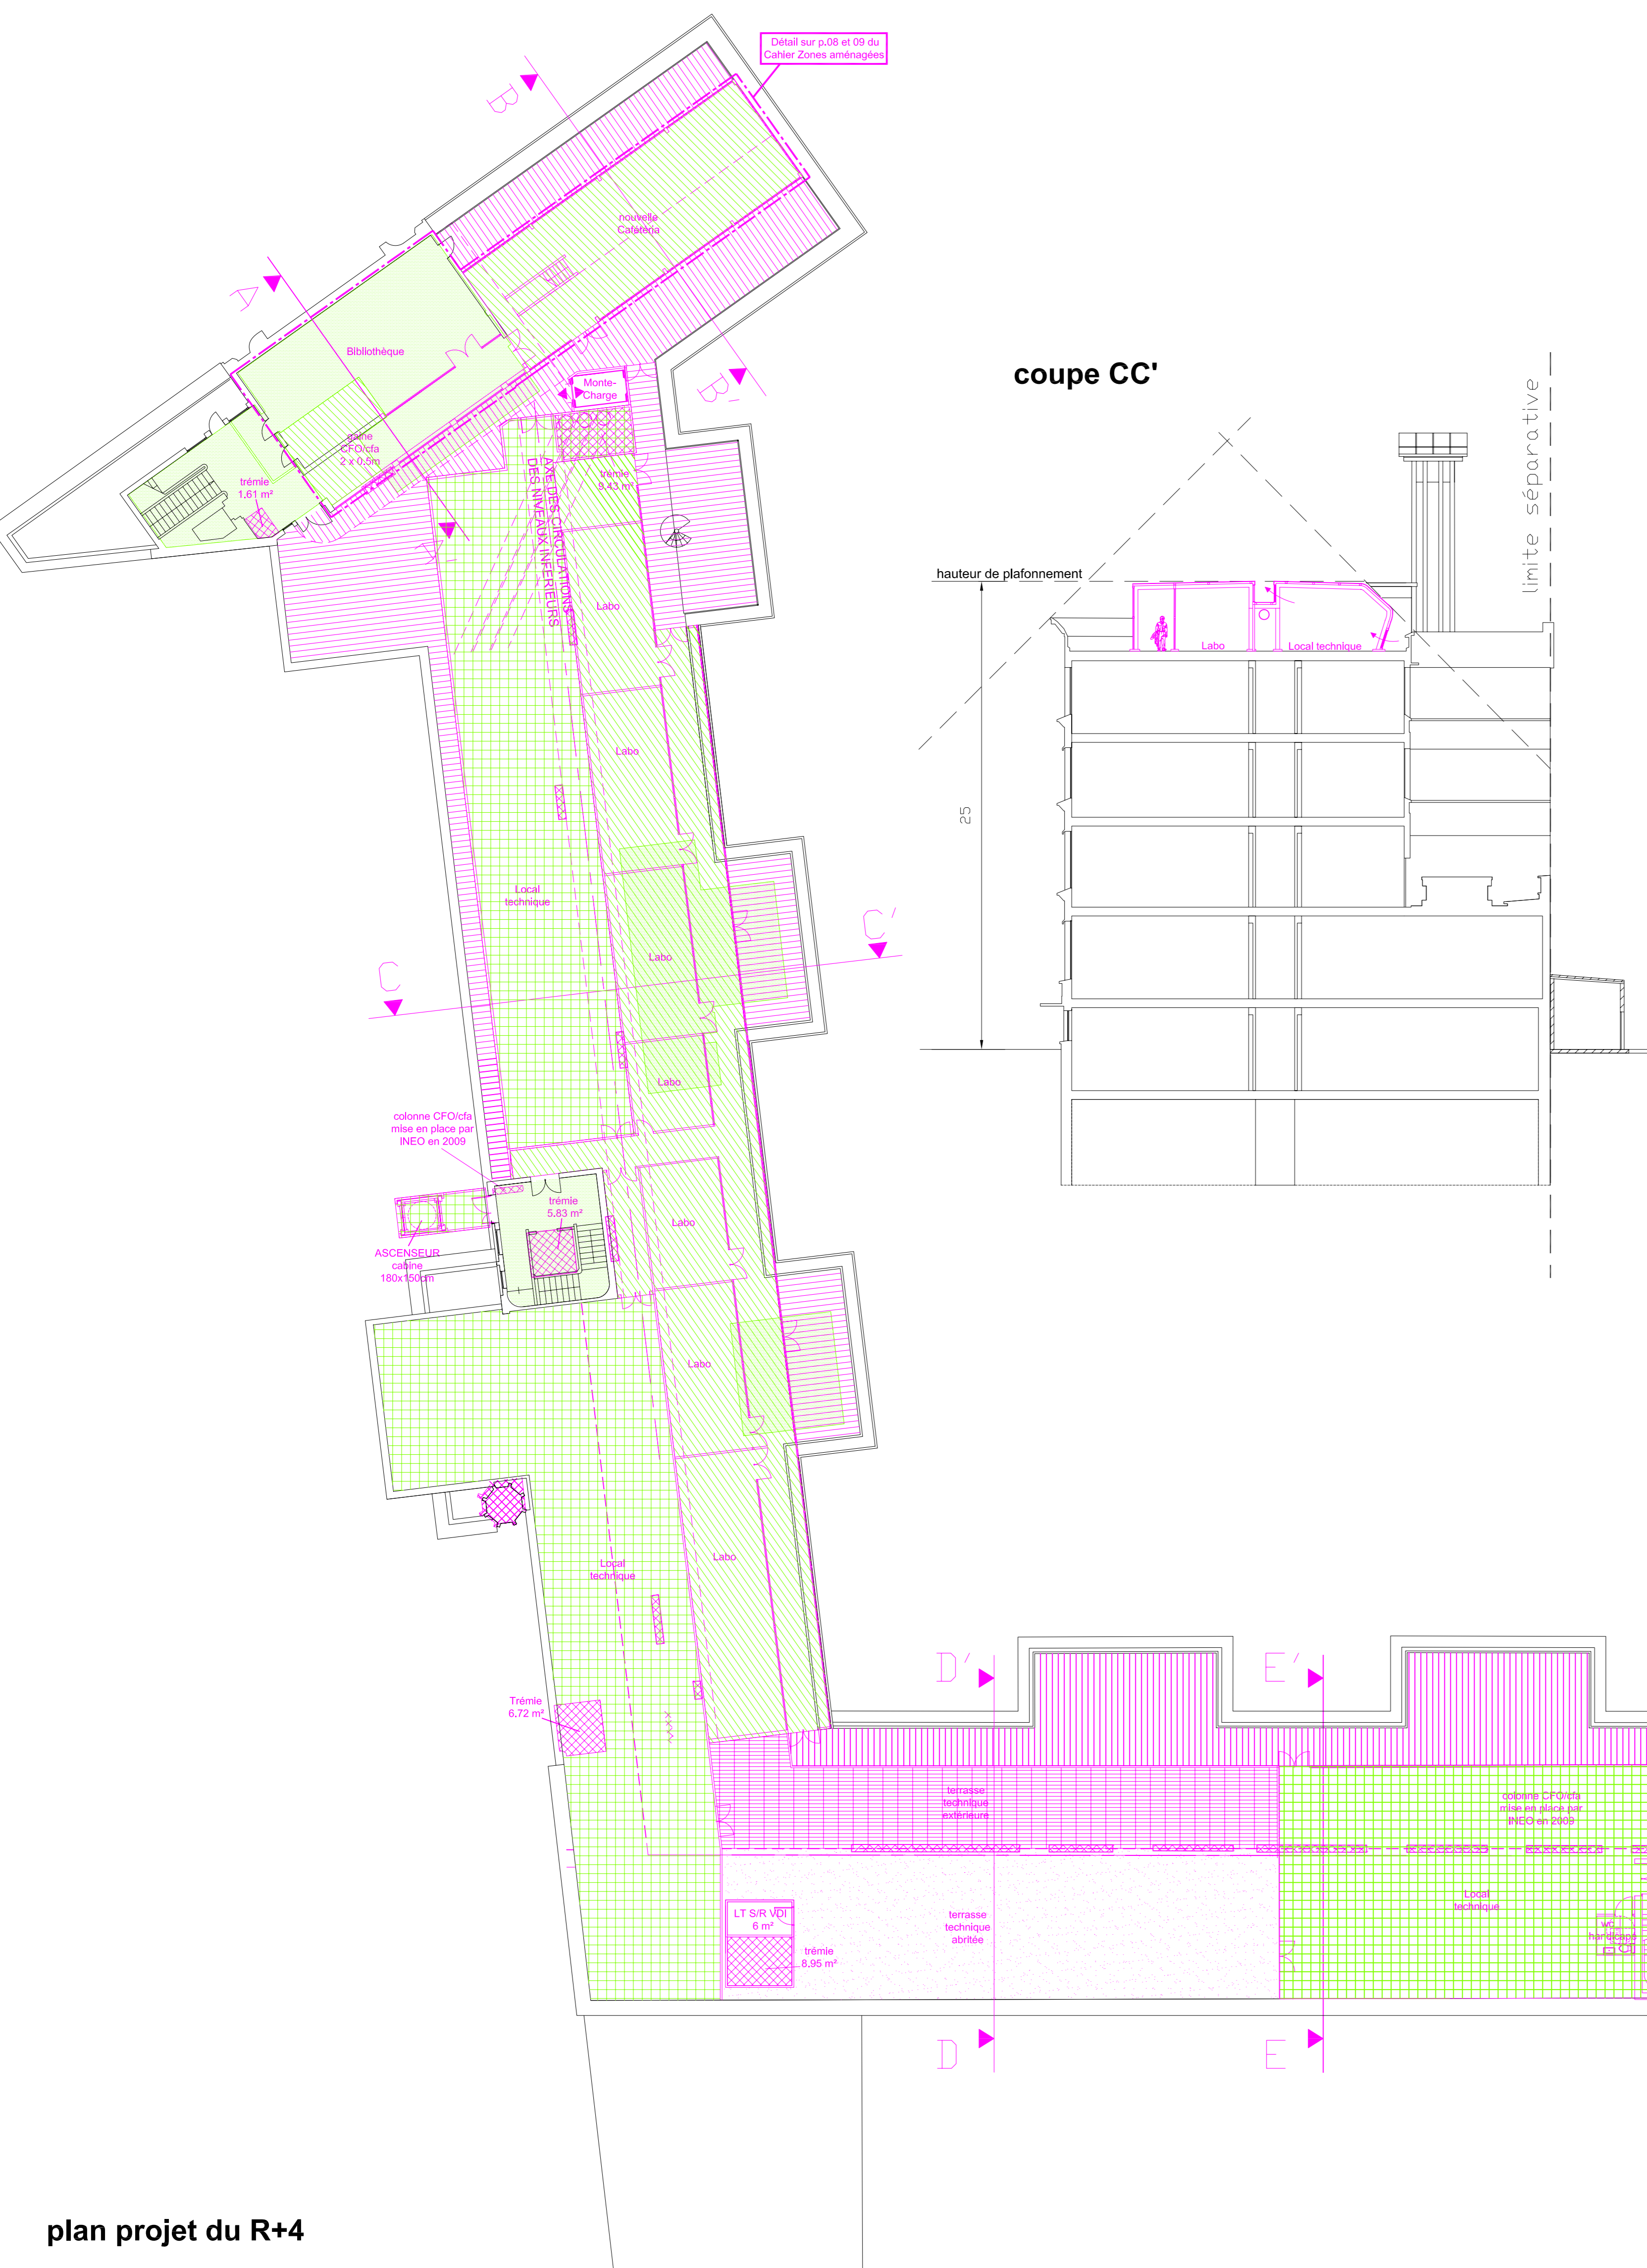 Détail sur p.08 et 09 du
Cahier Zones aménagées
B
nouvelle
Cafétéria
A
Bibliothèque
Monte-
Charge
B'
gaine
CFO/cfa
2 x 0.5m
trémie
1.61 m²
trémie
9.43 m²
A'
AXE DES CIRCULATIONS
DES NIVEAUX INFERIEURS
Labo
Labo
Local
technique
Labo
C
C'
Labo
colonne CFO/cfa
mise en place par
INEO en 2009
trémie
5.83 m²
Labo
ASCENSEUR
cabine
180x150cm
Labo
Labo
Local
technique
Trémie
6.72 m²
coupe CC'
limite séparative
hauteur de plafonnement
Labo
Local technique
25
D'
E'
terrasse
technique
extérieure
colonne CFO/cfa
mise en place par
INEO en 2009
LT S/R VDI
6 m²
trémie
8.95 m²
terrasse
technique
abritée
Local
technique
wc
handicapé
D
E
plan projet du R+4